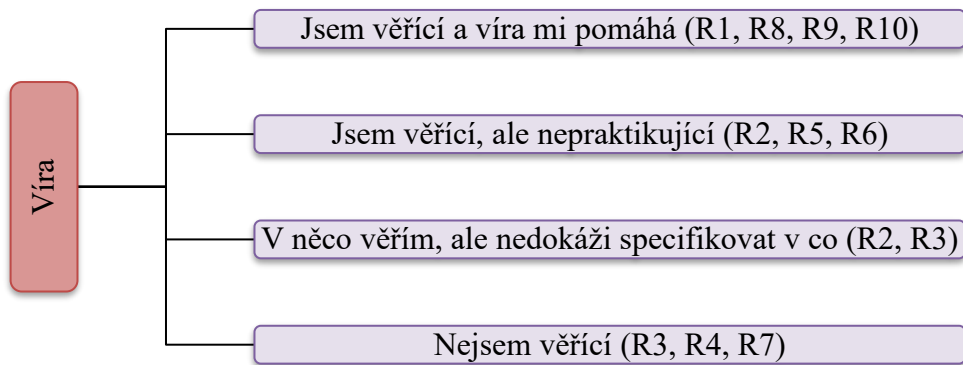 Víra
Jsem věřící a víra mi pomáhá (R1, R8, R9, R10)
Jsem věřící, ale nepraktikující (R2, R5, R6)
V něco věřím, ale nedokáži specifikovat v co (R2, R3)
Nejsem věřící (R3, R4, R7)